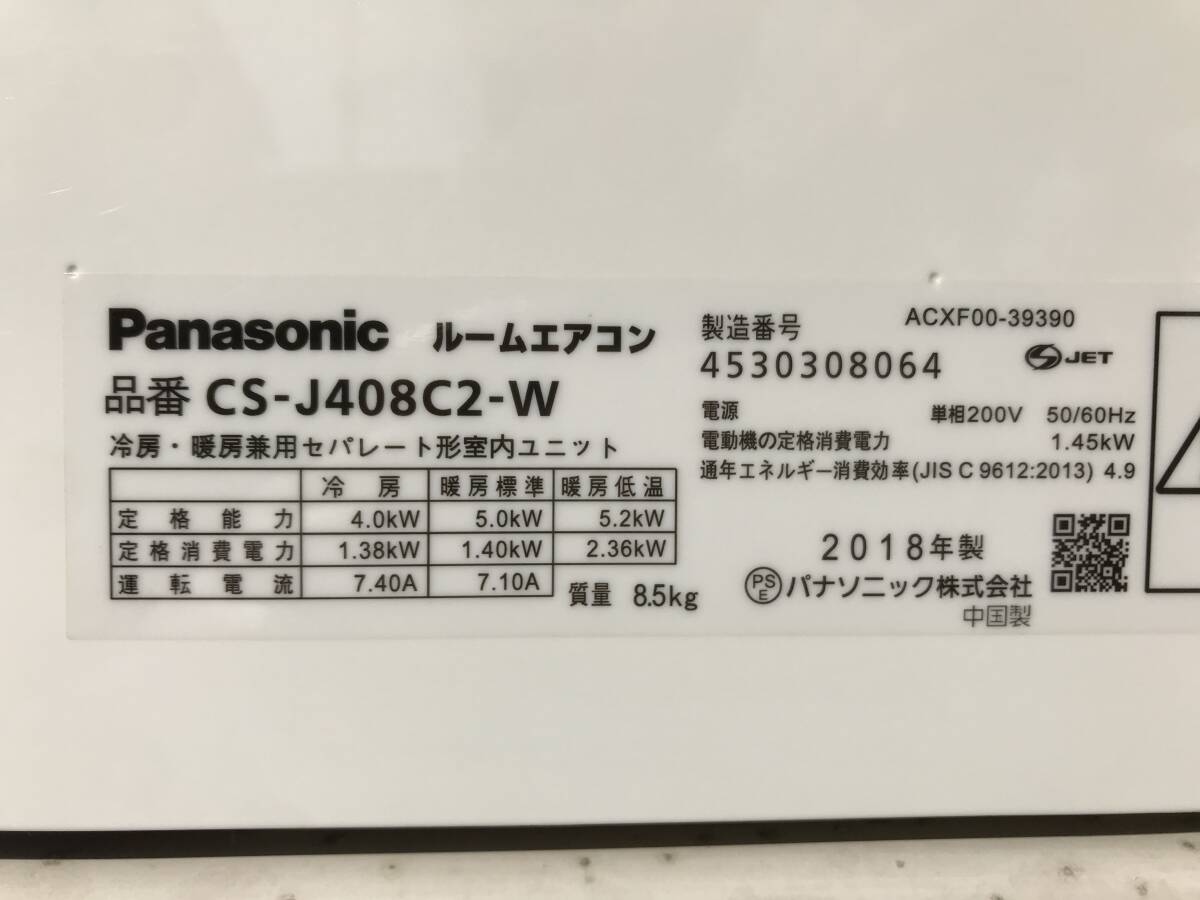 Panasonic ルームエアコン
品番 CS-J408C2-W
冷房・暖房兼用セパレート形室内ユニット
冷房 暖房標準 暖房低温
定格能力 4.0kW 5.0kW 5.2kW
定格消費電力 1.38kW 1.40kW 2.36kW
運転電流 7.40A 7.10A
質量 8.5kg
製造番号 ACXF00-39390
4530308064
JET
電源 単相200V 50/60Hz
電動機の定格消費電力 1.45kW
通年エネルギー消費効率(JIS C 9612:2013) 4.9
2018年製
PS E パナソニック株式会社
中国製